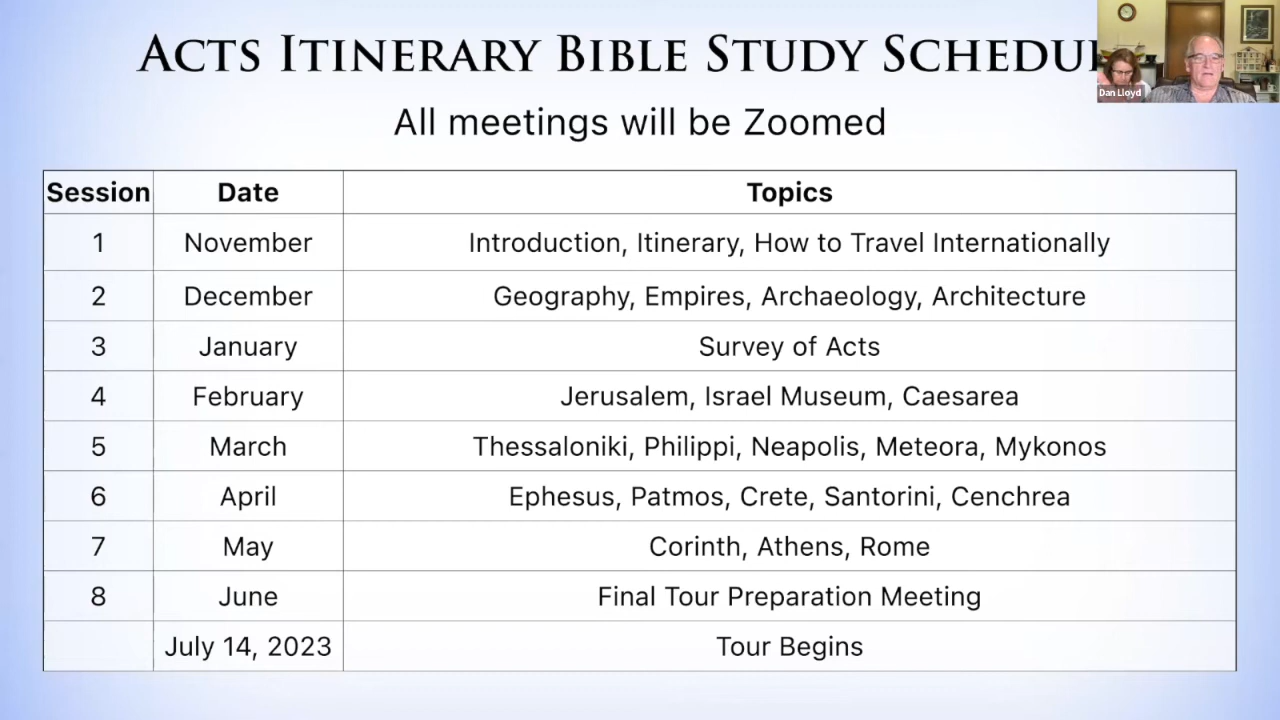 ACTS ITINERARY BIBLE STUDY SCHEDU
Dan Lloyd
All meetings will be Zoomed
Session Date Topics
1 November Introduction, Itinerary, How to Travel Internationally
2 December Geography, Empires, Archaeology, Architecture
3 January Survey of Acts
4 February Jerusalem, Israel Museum, Caesarea
5 March Thessaloniki, Philippi, Neapolis, Meteora, Mykonos
6 April Ephesus, Patmos, Crete, Santorini, Cenchrea
7 May Corinth, Athens, Rome
8 June Final Tour Preparation Meeting
July 14, 2023 Tour Begins